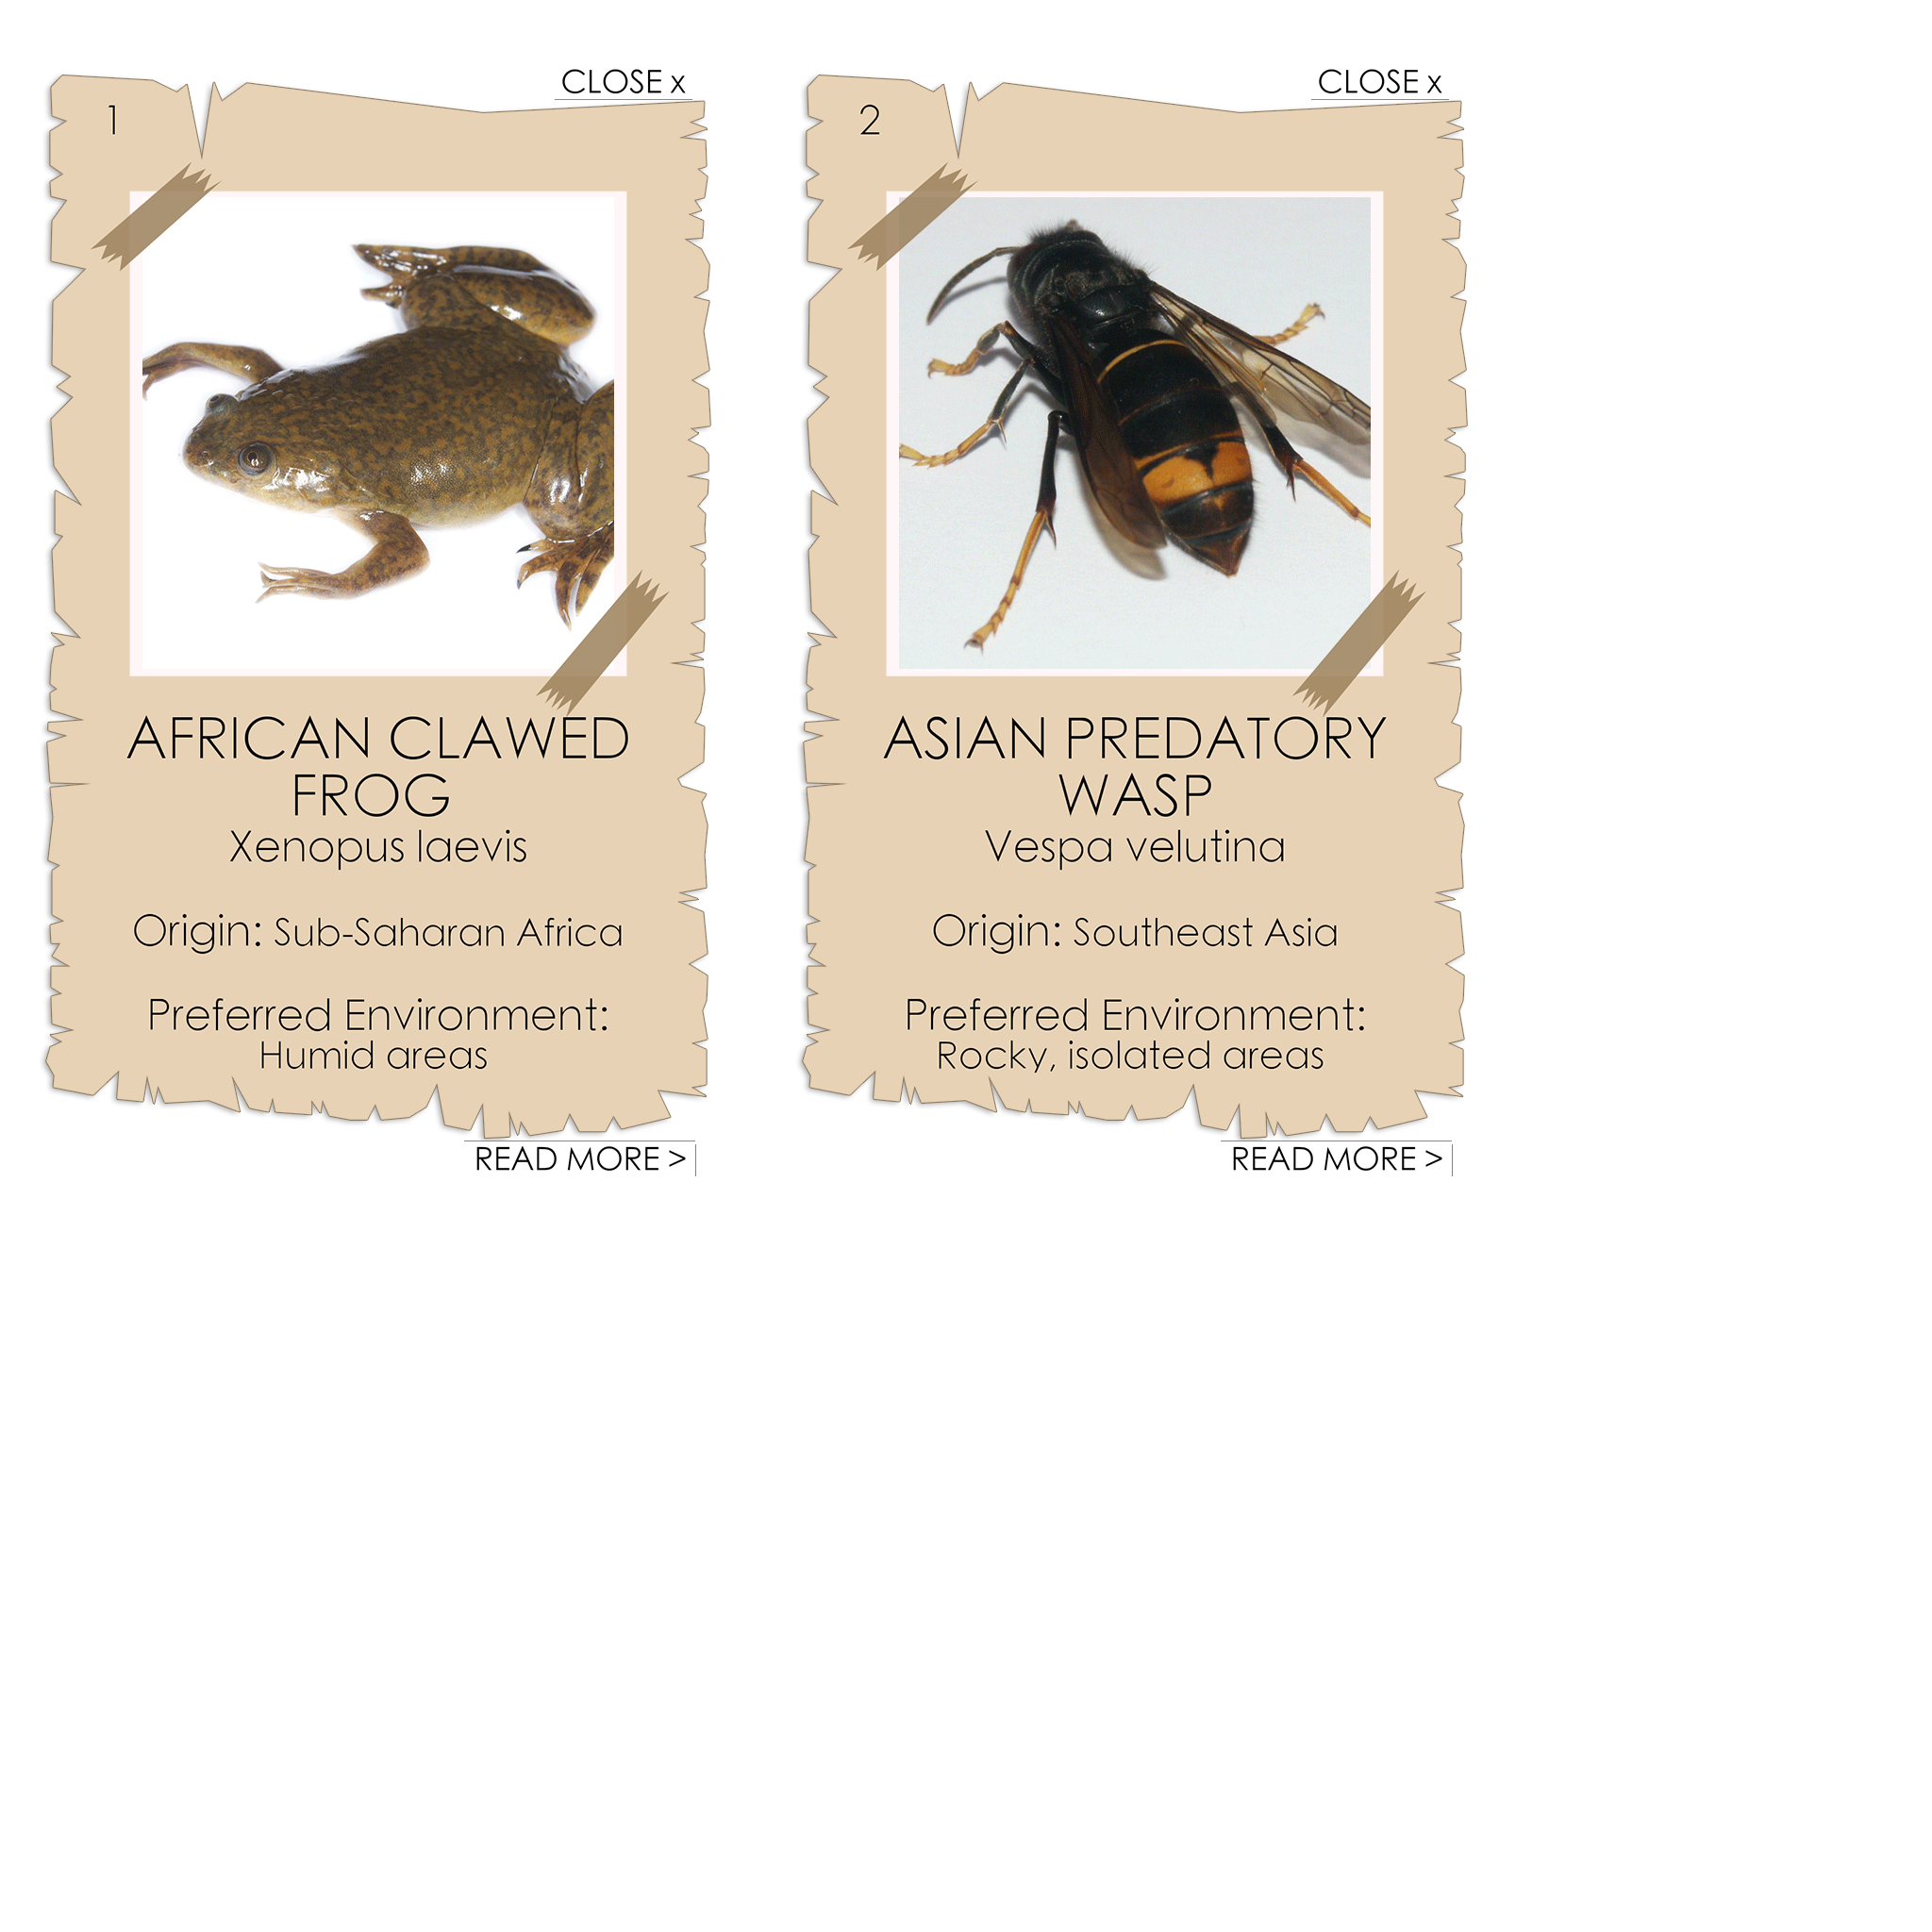 CLOSE x
1
AFRICAN CLAWED
FROG
Xenopus laevis
Origin: Sub-Saharan Africa
Preferred Environment:
Humid areas
READ MORE >
CLOSE x
2
ASIAN PREDATORY
WASP
Vespa velutina
Origin: Southeast Asia
Preferred Environment:
Rocky, isolated areas
READ MORE >